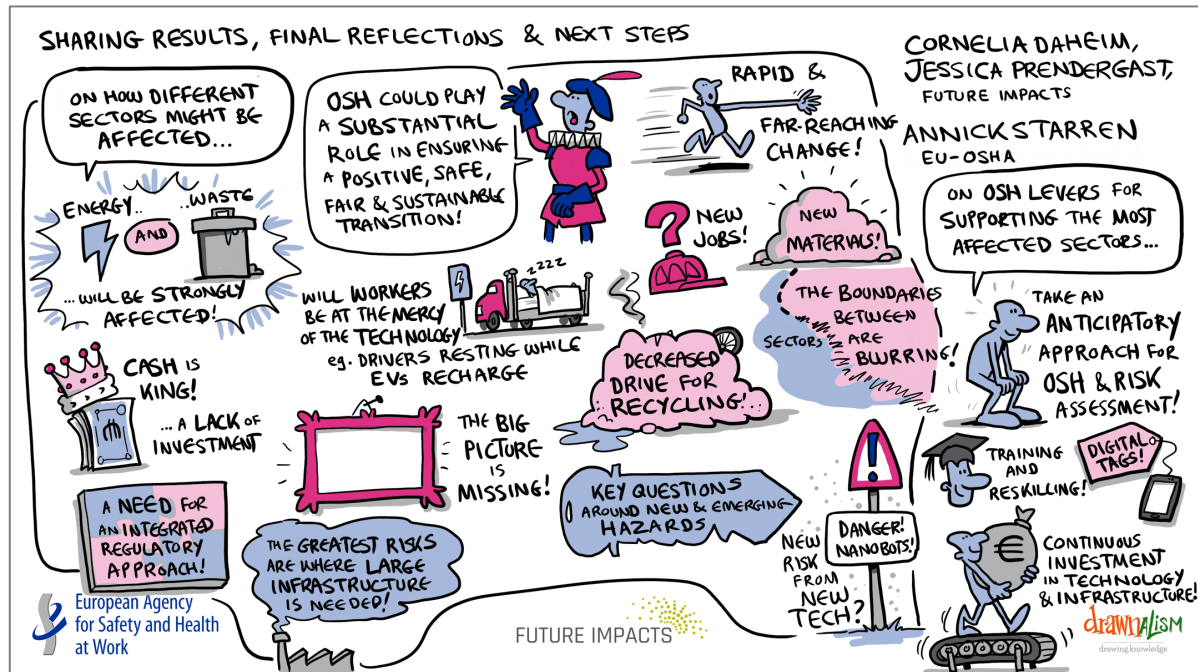 SHARING RESULTS, FINAL REFLECTIONS & NEXT STEPS
CORNELIA DAHEIM,
JESSICA PRENDERGAST,
FUTURE IMPACTS
ANNICK STARREN
EU-OSHA
ON HOW DIFFERENT
SECTORS MIGHT BE
AFFECTED...
ENERGY..
AND
..WASTE
...WILL BE STRONGLY
AFFECTED!
OSH COULD PLAY
A SUBSTANTIAL
ROLE IN ENSURING
A POSITIVE, SAFE,
FAIR & SUSTAINABLE
TRANSITION!
RAPID &
FAR-REACHING
CHANGE!
NEW
JOBS!
NEW
MATERIALS!
WILL WORKERS
BE AT THE MERCY
OF THE TECHNOLOGY
eg. DRIVERS RESTING WHILE
EVs RECHARGE
ZZZZ
THE BOUNDARIES
BETWEEN
SECTORS ARE
BLURRING!
DECREASED
DRIVE FOR
RECYCLING!
CASH IS
KING!
... A LACK OF
INVESTMENT
THE BIG
PICTURE
IS
MISSING!
A NEED FOR
AN INTEGRATED
REGULATORY
APPROACH!
THE GREATEST RISKS
ARE WHERE LARGE
INFRASTRUCTURE
IS NEEDED!
KEY QUESTIONS
AROUND NEW & EMERGING
HAZARDS
NEW
RISK
FROM
NEW
TECH?
!
DANGER!
NANOBOTS!
ON OSH LEVERS FOR
SUPPORTING THE MOST
AFFECTED SECTORS...
TAKE AN
ANTICIPATORY
APPROACH FOR
OSH & RISK
ASSESSMENT!
TRAINING AND
RESKILLING!
DIGITAL
TAGS!
€
CONTINUOUS
INVESTMENT
IN TECHNOLOGY
& INFRASTRUCTURE!
European Agency
for Safety and Health
at Work
FUTURE IMPACTS
drawnalism
drawing.knowledge